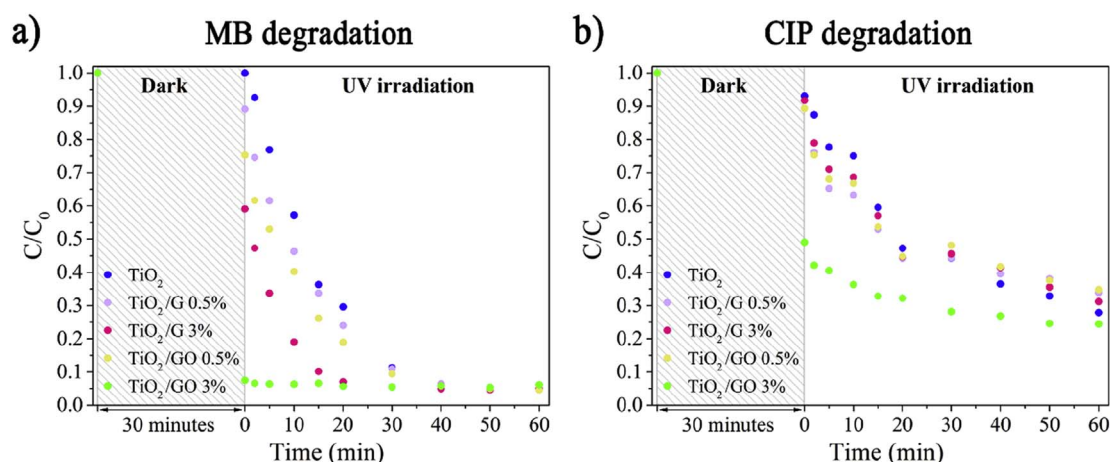 a) MB degradation
1.0
0.9
0.8
0.7
0.6
0.5
0.4
0.3
0.2
0.1
0.0
C/C0
Dark
UV irradiation
TiO2
TiO2/G 0.5%
TiO2/G 3%
TiO2/GO 0.5%
TiO2/GO 3%
30 minutes
0 10 20 30 40 50 60
Time (min)
b) CIP degradation
1.0
0.9
0.8
0.7
0.6
0.5
0.4
0.3
0.2
0.1
0.0
C/C0
Dark
UV irradiation
TiO2
TiO2/G 0.5%
TiO2/G 3%
TiO2/GO 0.5%
TiO2/GO 3%
30 minutes
0 10 20 30 40 50 60
Time (min)